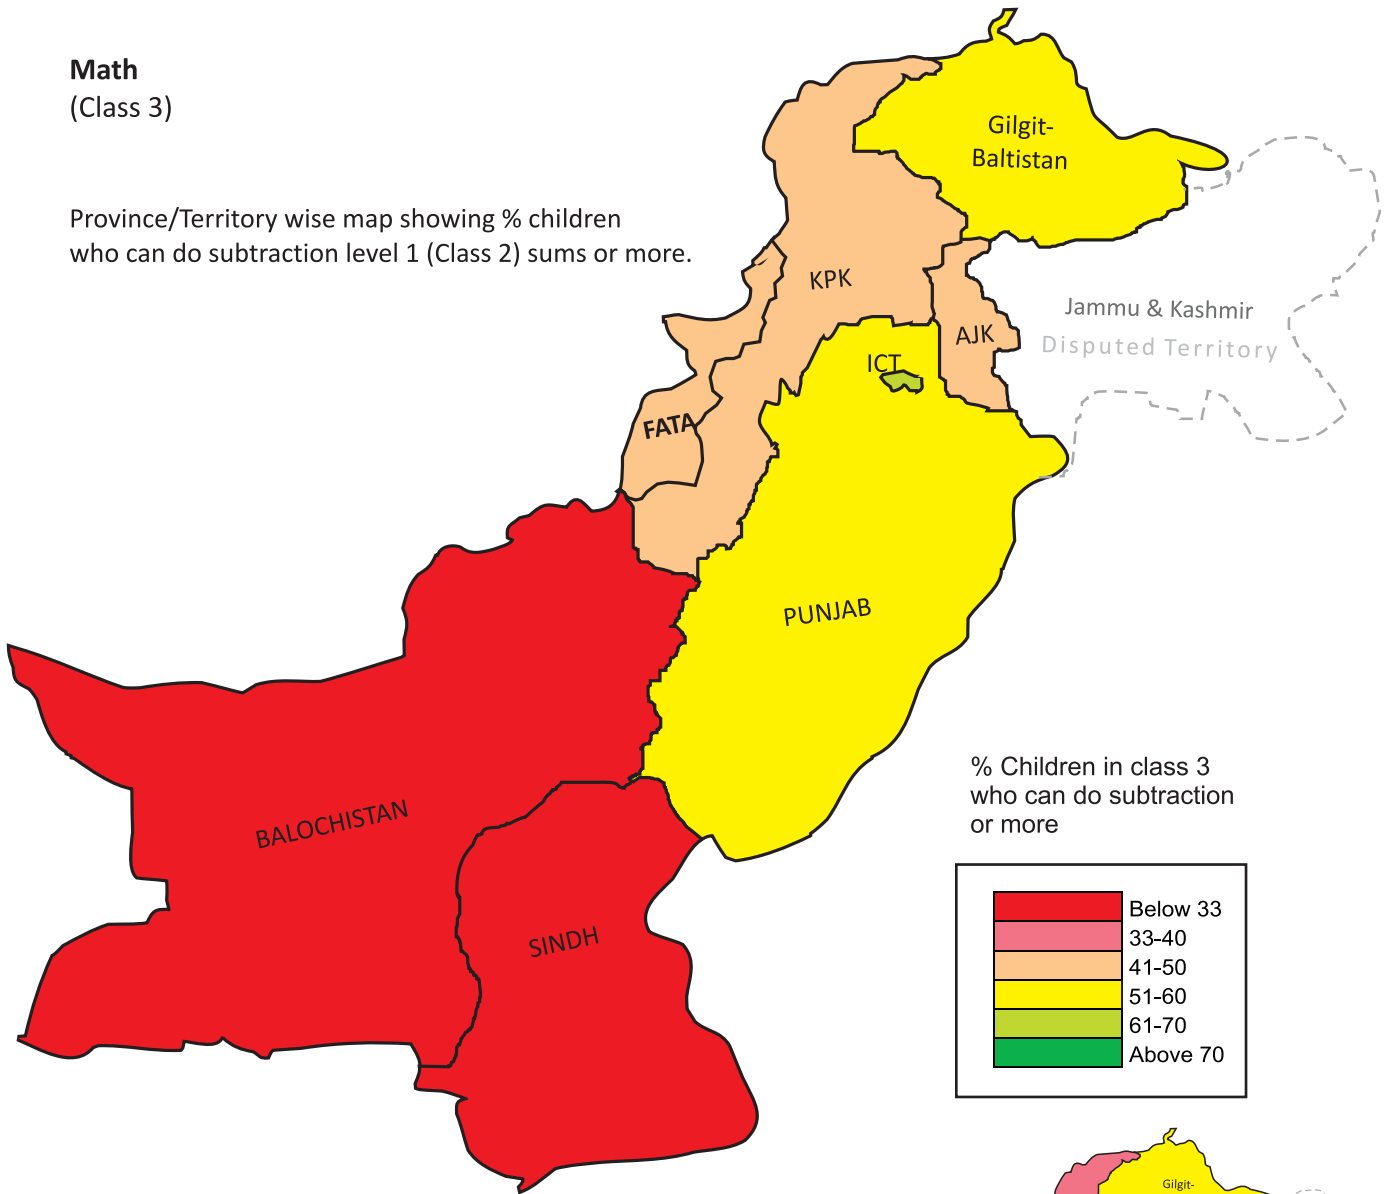 Math
(Class 3)
Province/Territory wise map showing % children
who can do subtraction level 1 (Class 2) sums or more.
Gilgit-
Baltistan
KPK
Jammu & Kashmir
Disputed Territory
AJK
ICT
FATA
PUNJAB
BALOCHISTAN
SINDH
% Children in class 3
who can do subtraction
or more
Below 33
33-40
41-50
51-60
61-70
Above 70
Gilgit-